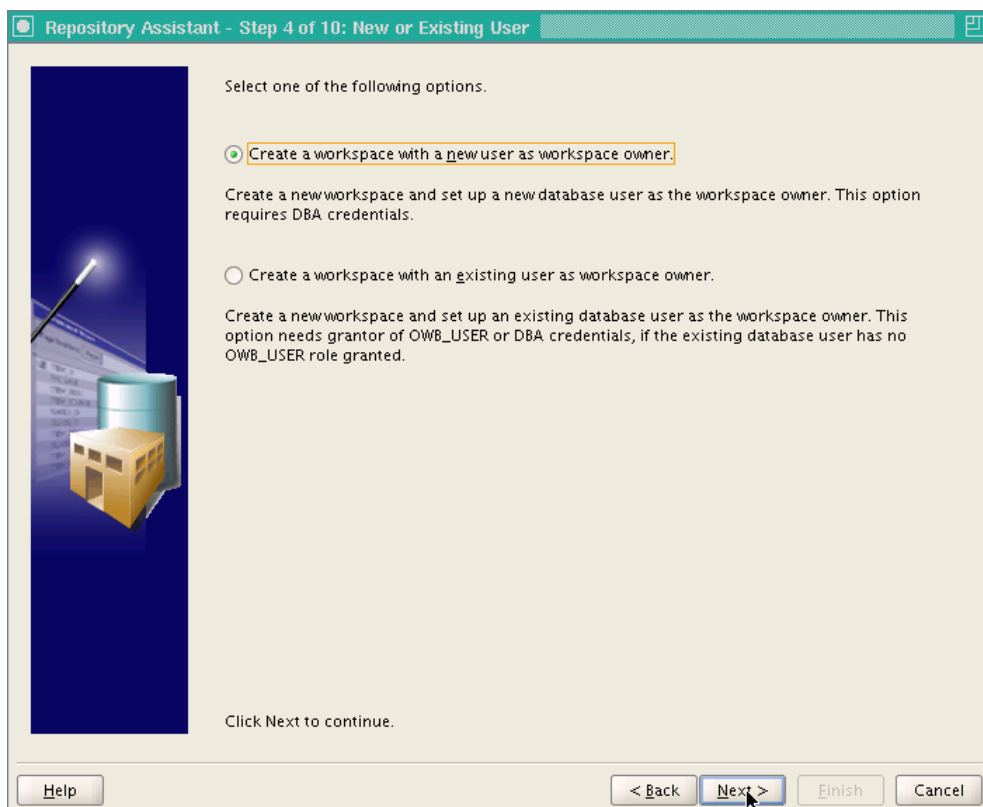 Repository Assistant - Step 4 of 10: New or Existing User
Select one of the following options.
Create a workspace with a new user as workspace owner.
Create a new workspace and set up a new database user as the workspace owner. This option
requires DBA credentials.
Create a workspace with an existing user as workspace owner.
Create a new workspace and set up an existing database user as the workspace owner. This
option needs grantor of OWB_USER or DBA credentials, if the existing database user has no
OWB_USER role granted.
Click Next to continue.
Help
< Back
Next >
Finish
Cancel